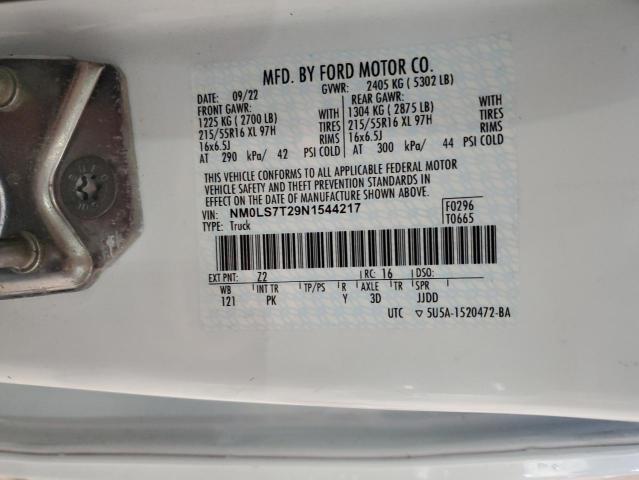 MFD. BY FORD MOTOR CO.
DATE: 09/22 GVWR: 2405 KG ( 5302 LB)
FRONT GAWR: REAR GAWR:
1225 KG ( 2700 LB) WITH 1304 KG ( 2875 LB) WITH
215/55R16 XL 97H TIRES 215/55R16 XL 97H TIRES
16x6.5J RIMS 16x6.5J RIMS
AT 290 kPa/ 42 PSI COLD AT 300 kPa/ 44 PSI COLD
THIS VEHICLE CONFORMS TO ALL APPLICABLE FEDERAL MOTOR
VEHICLE SAFETY AND THEFT PREVENTION STANDARDS IN
EFFECT ON THE DATE OF MANUFACTURE SHOWN ABOVE.
VIN: NM0LS7T29N1544217 F0296
TYPE: Truck T0665
EXT PNT: Z2 RC: 16 DSO:
WB INT TR TP/PS R AXLE TR SPR
121 PK Y 3D JJDD
UTC ▽ 5U5A-1520472-BA